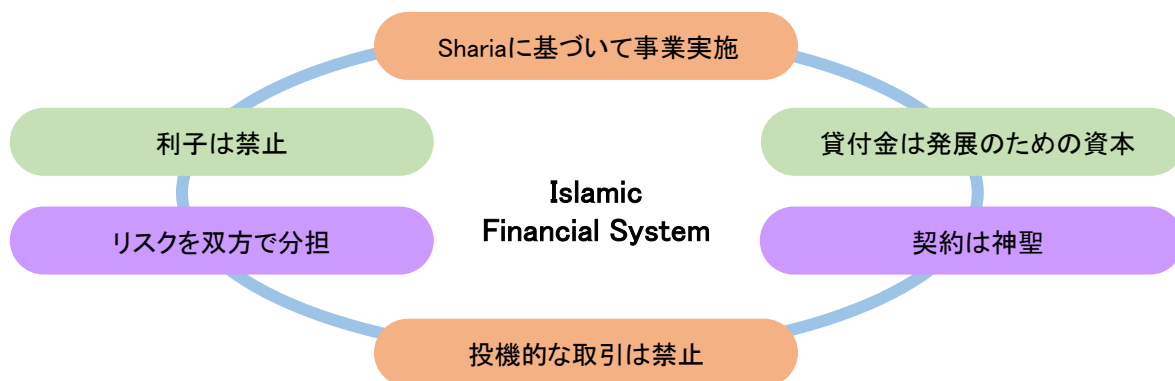 Shariaに基づいて事業実施
利子は禁止
貸付金は発展のための資本
Islamic
Financial System
リスクを双方で分担
契約は神聖
投機的な取引は禁止